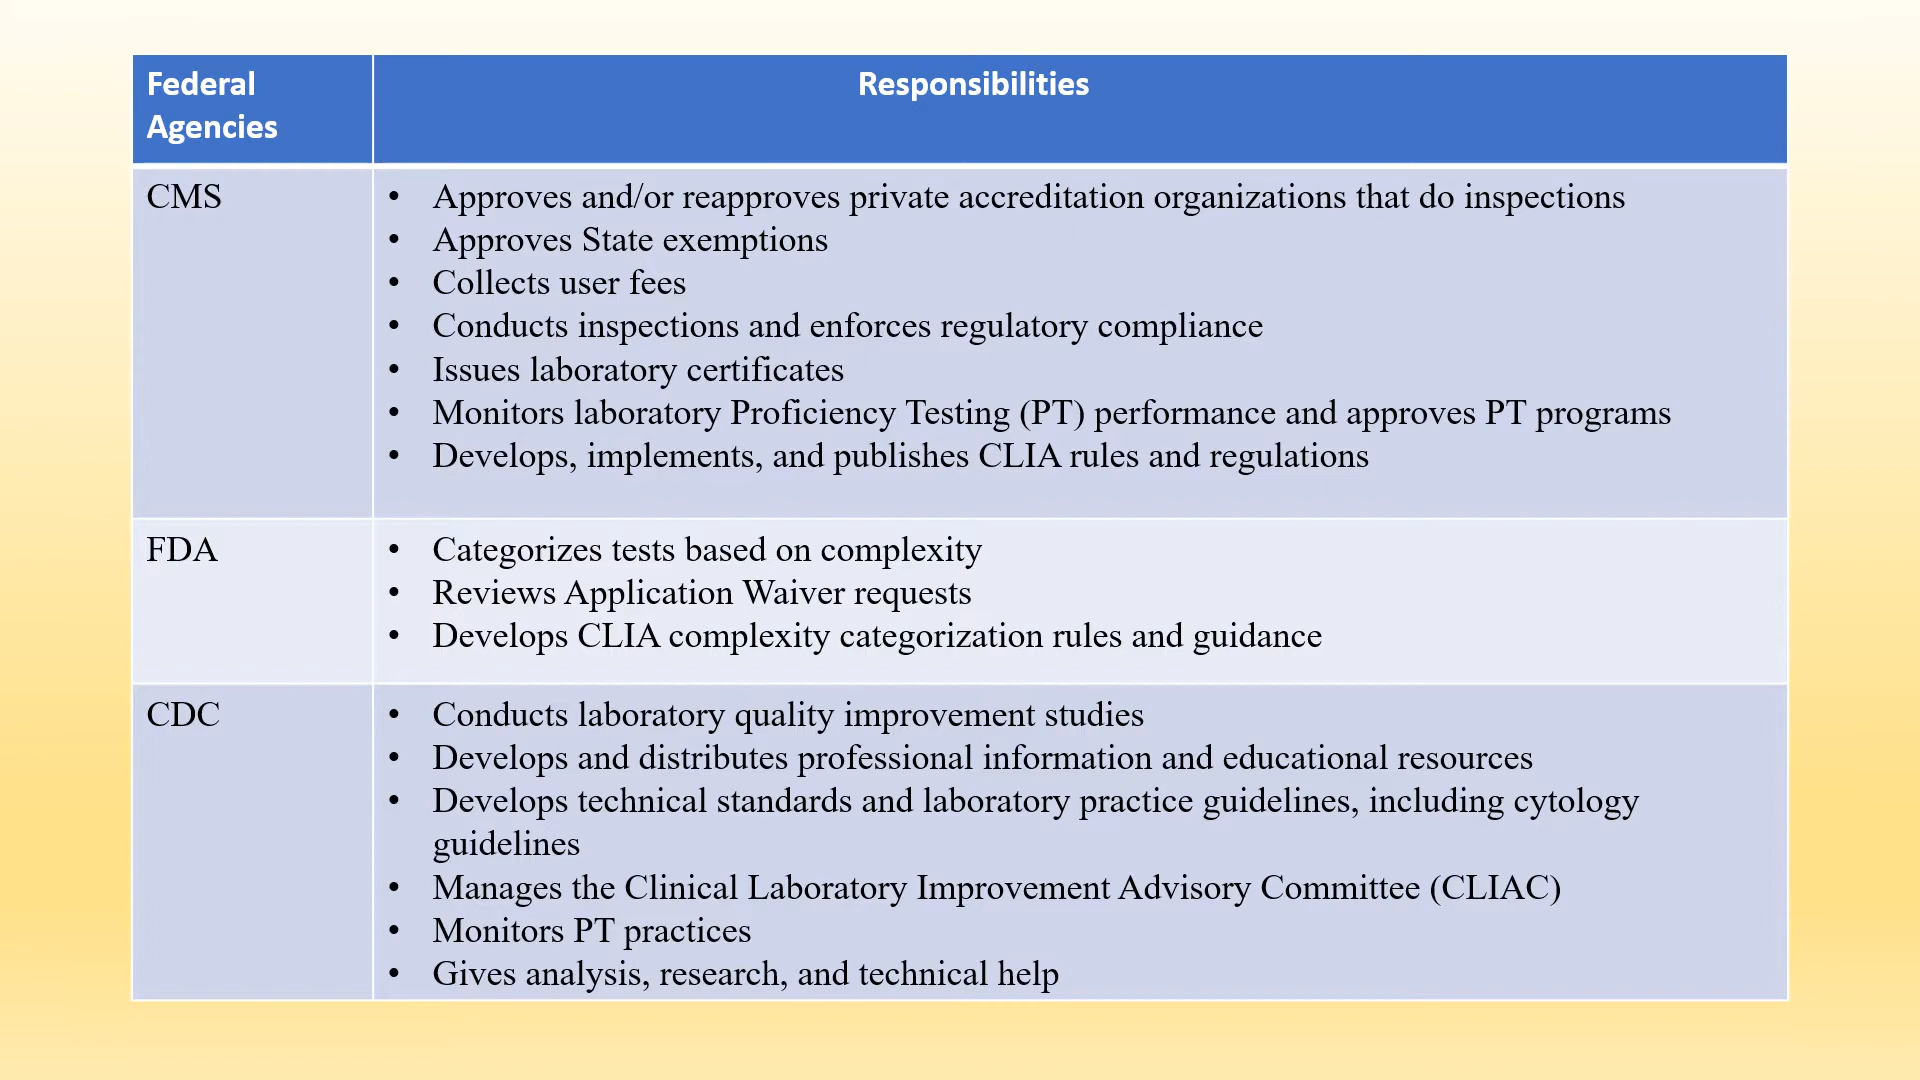 Federal
Agencies
Responsibilities
CMS
• Approves and/or reapproves private accreditation organizations that do inspections
• Approves State exemptions
• Collects user fees
• Conducts inspections and enforces regulatory compliance
• Issues laboratory certificates
• Monitors laboratory Proficiency Testing (PT) performance and approves PT programs
• Develops, implements, and publishes CLIA rules and regulations
FDA
• Categorizes tests based on complexity
• Reviews Application Waiver requests
• Develops CLIA complexity categorization rules and guidance
CDC
• Conducts laboratory quality improvement studies
• Develops and distributes professional information and educational resources
• Develops technical standards and laboratory practice guidelines, including cytology
guidelines
• Manages the Clinical Laboratory Improvement Advisory Committee (CLIAC)
• Monitors PT practices
• Gives analysis, research, and technical help